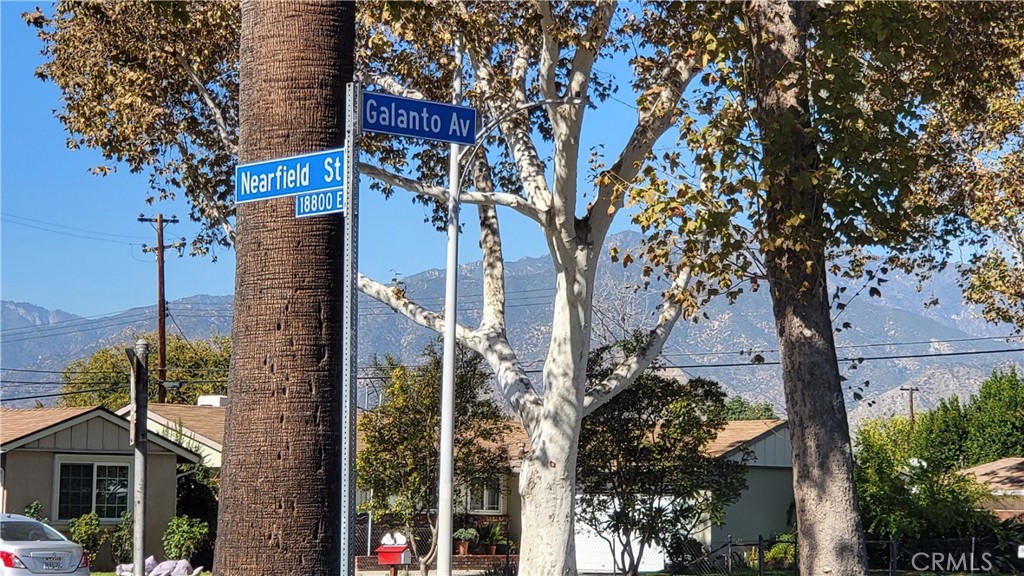 Galanto Av
Nearfield St
18800 E
CRMLS